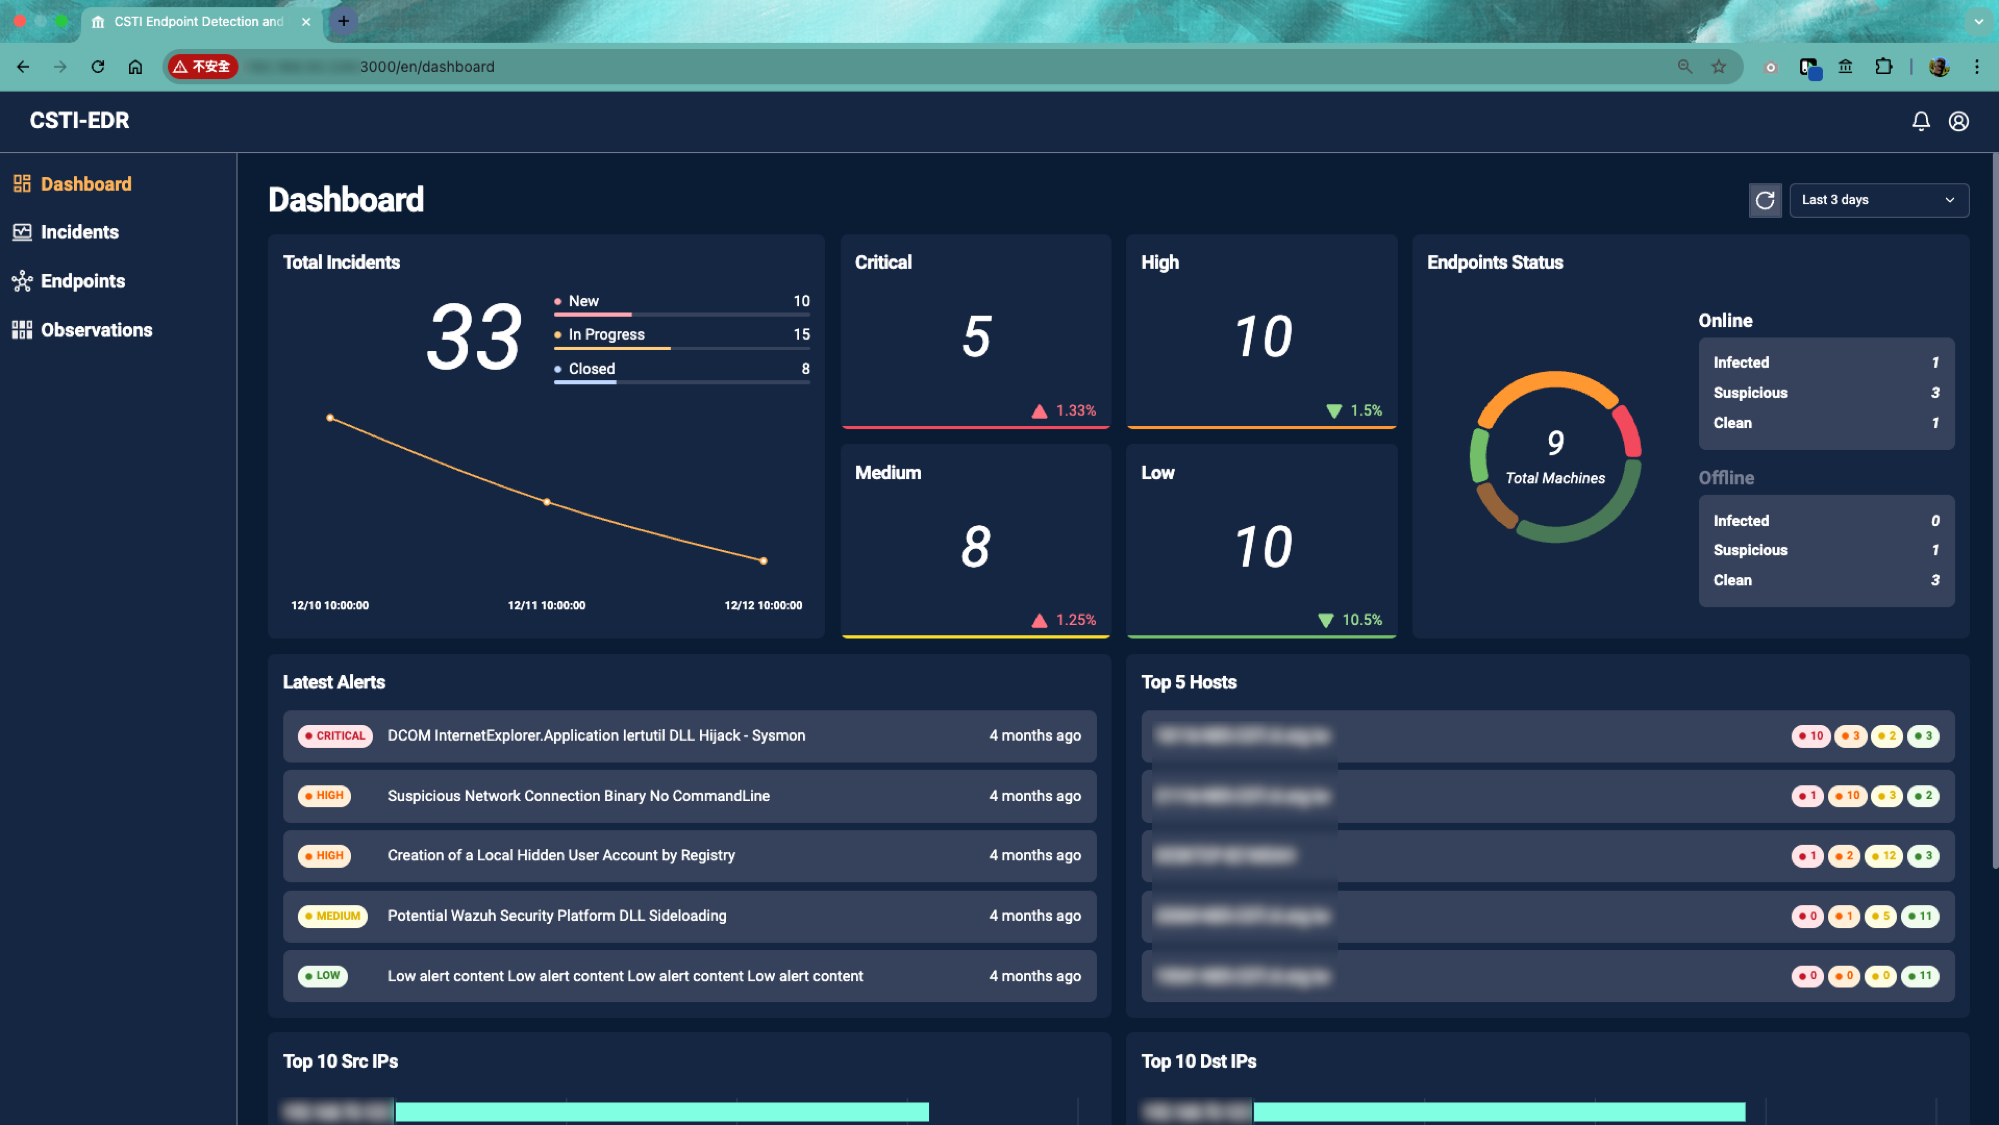 CSTI Endpoint Detection and
不安全
3000/en/dashboard
CSTI-EDR
Dashboard
Incidents
Endpoints
Observations
Dashboard
Last 3 days
Total Incidents
33
New 10
In Progress 15
Closed 8
12/10 10:00:00 12/11 10:00:00 12/12 10:00:00
Critical
5
1.33%
High
10
1.5%
Medium
8
1.25%
Low
10
10.5%
Endpoints Status
9
Total Machines
Online
Infected 1
Suspicious 3
Clean 1
Offline
Infected 0
Suspicious 1
Clean 3
Latest Alerts
CRITICAL DCOM InternetExplorer.Application Iertutil DLL Hijack - Sysmon 4 months ago
HIGH Suspicious Network Connection Binary No CommandLine 4 months ago
HIGH Creation of a Local Hidden User Account by Registry 4 months ago
MEDIUM Potential Wazuh Security Platform DLL Sideloading 4 months ago
LOW Low alert content Low alert content Low alert content Low alert content 4 months ago
Top 5 Hosts
10 3 2 3
1 10 3 2
1 2 12 3
0 1 5 11
0 0 0 11
Top 10 Src IPs
Top 10 Dst IPs